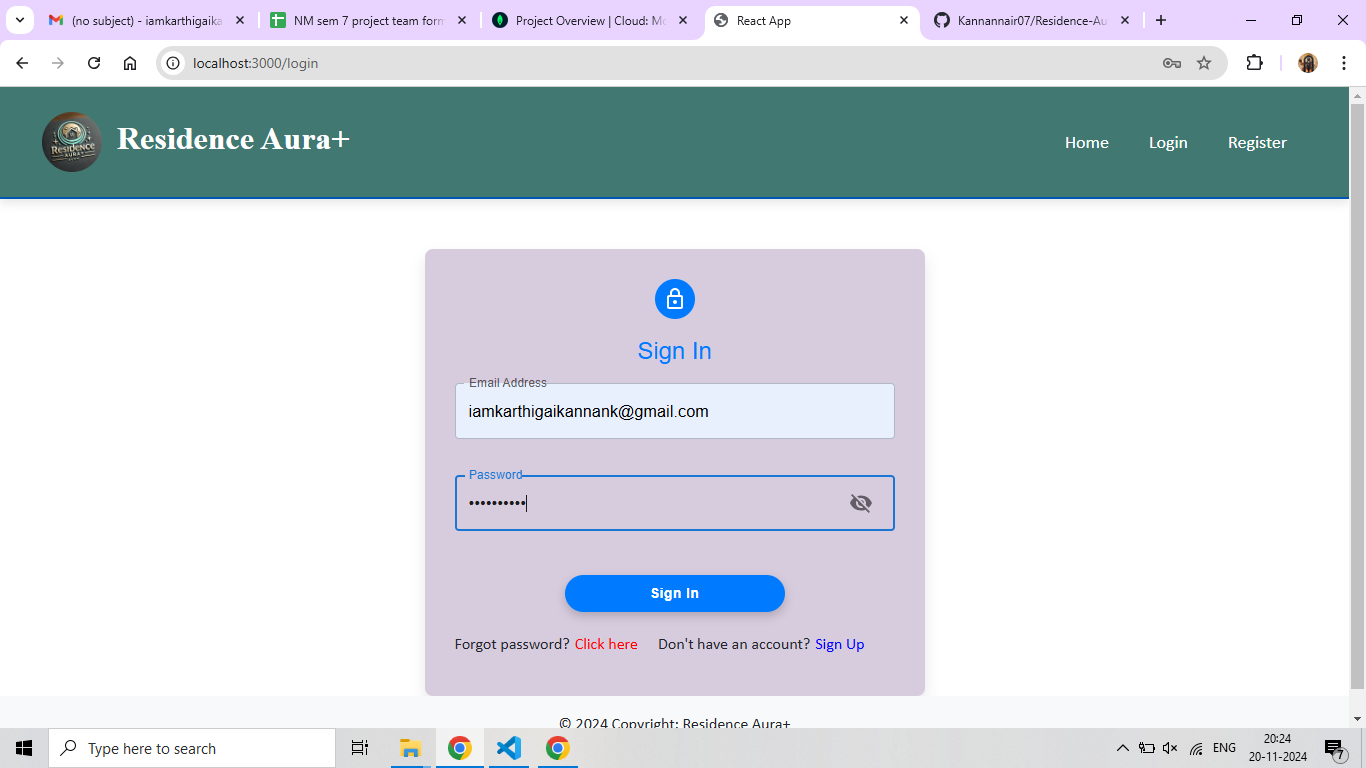 (no subject) - iamkarthigaika
NM sem 7 project team form
Project Overview | Cloud: Mo
React App
Kannannair07/Residence-Au
localhost:3000/login
Residence Aura+
Residence Aura+
Home
Login
Register
Sign In
Email Address
iamkarthigaikannank@gmail.com
Password
••••••••••
Sign In
Forgot password? Click here Don't have an account? Sign Up
© 2024 Copyright: Residence Aura+
Type here to search
ENG
20:24
20-11-2024
7